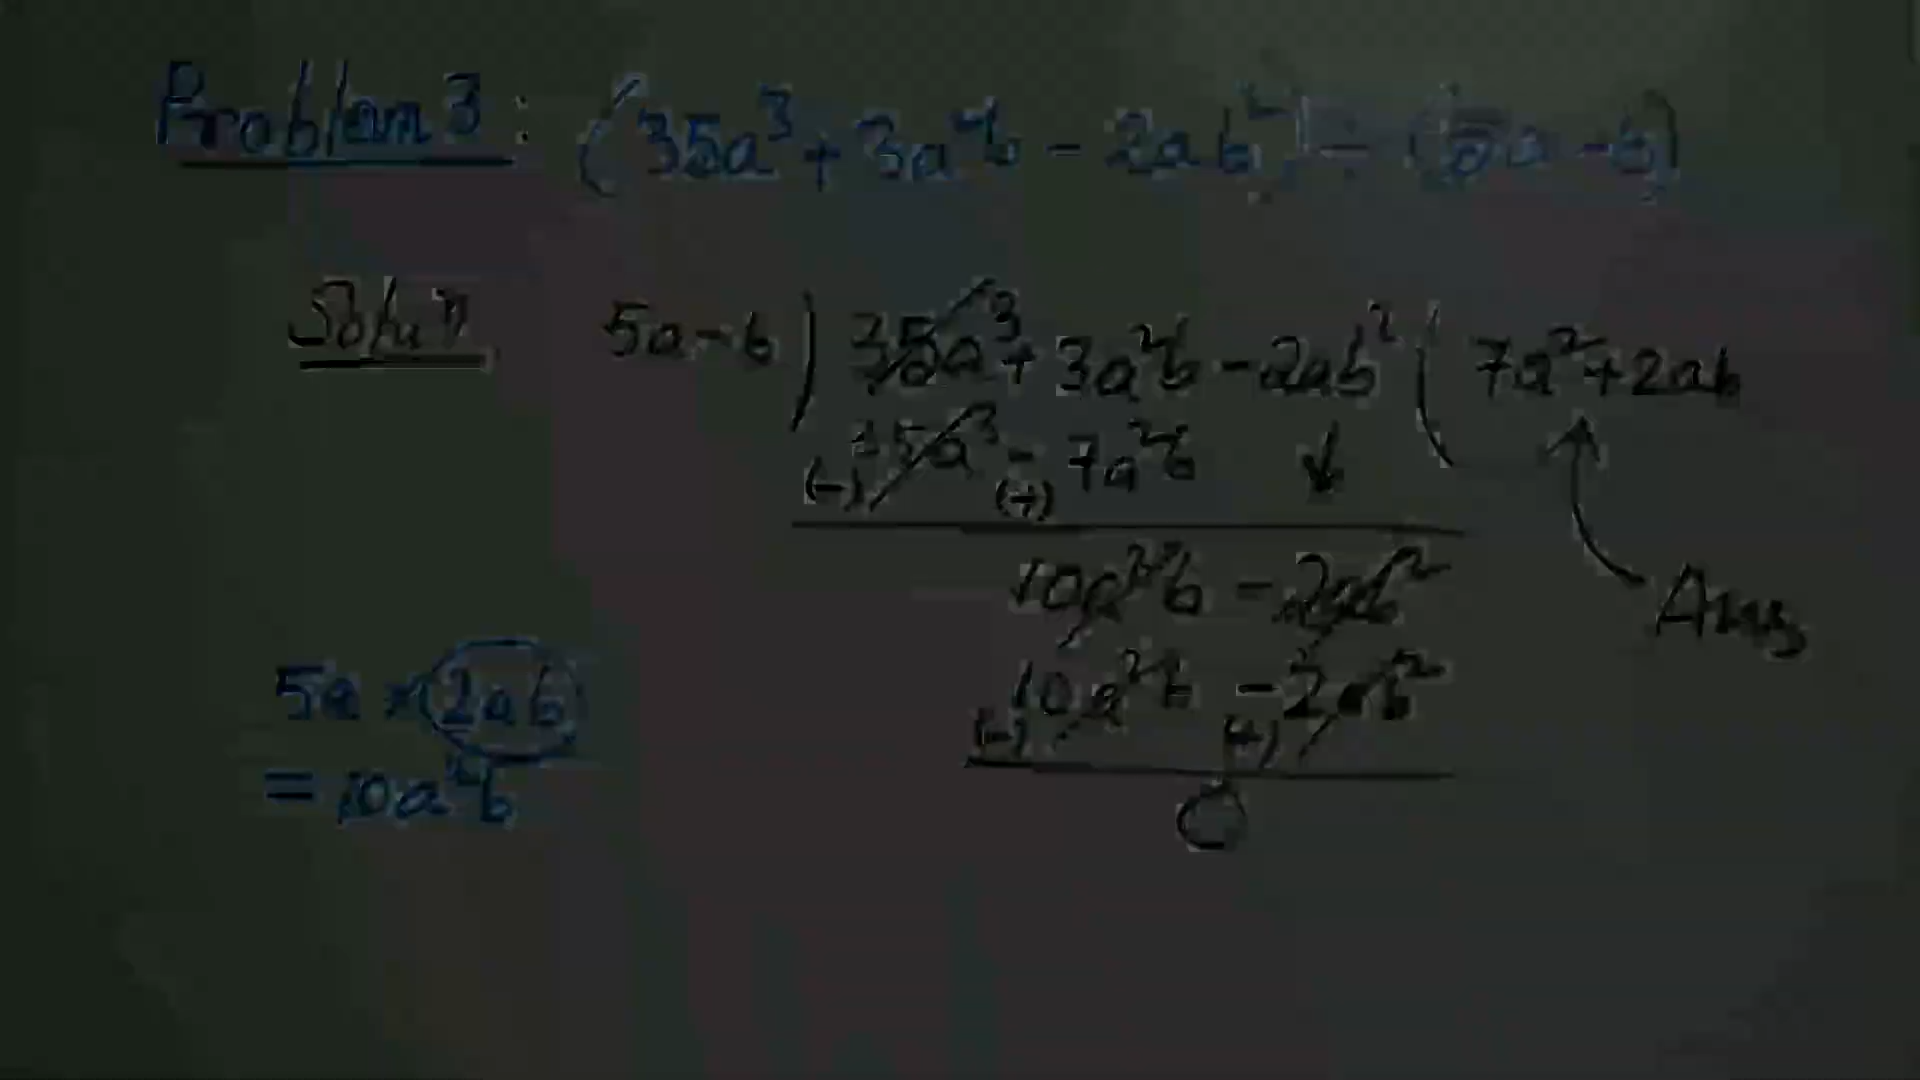 Problem 3: (35a³ + 3a²b - 2ab²) ÷ (5a - b)
Solun 5a - b ) 35a³ + 3a²b - 2ab² ( 7a² + 2ab
35a³ - 7a²b ↓
(-) (+)
10a²b - 2ab²
Ans
10a²b - 2ab²
(-) (+)
0
5a × 2ab
= 10a²b